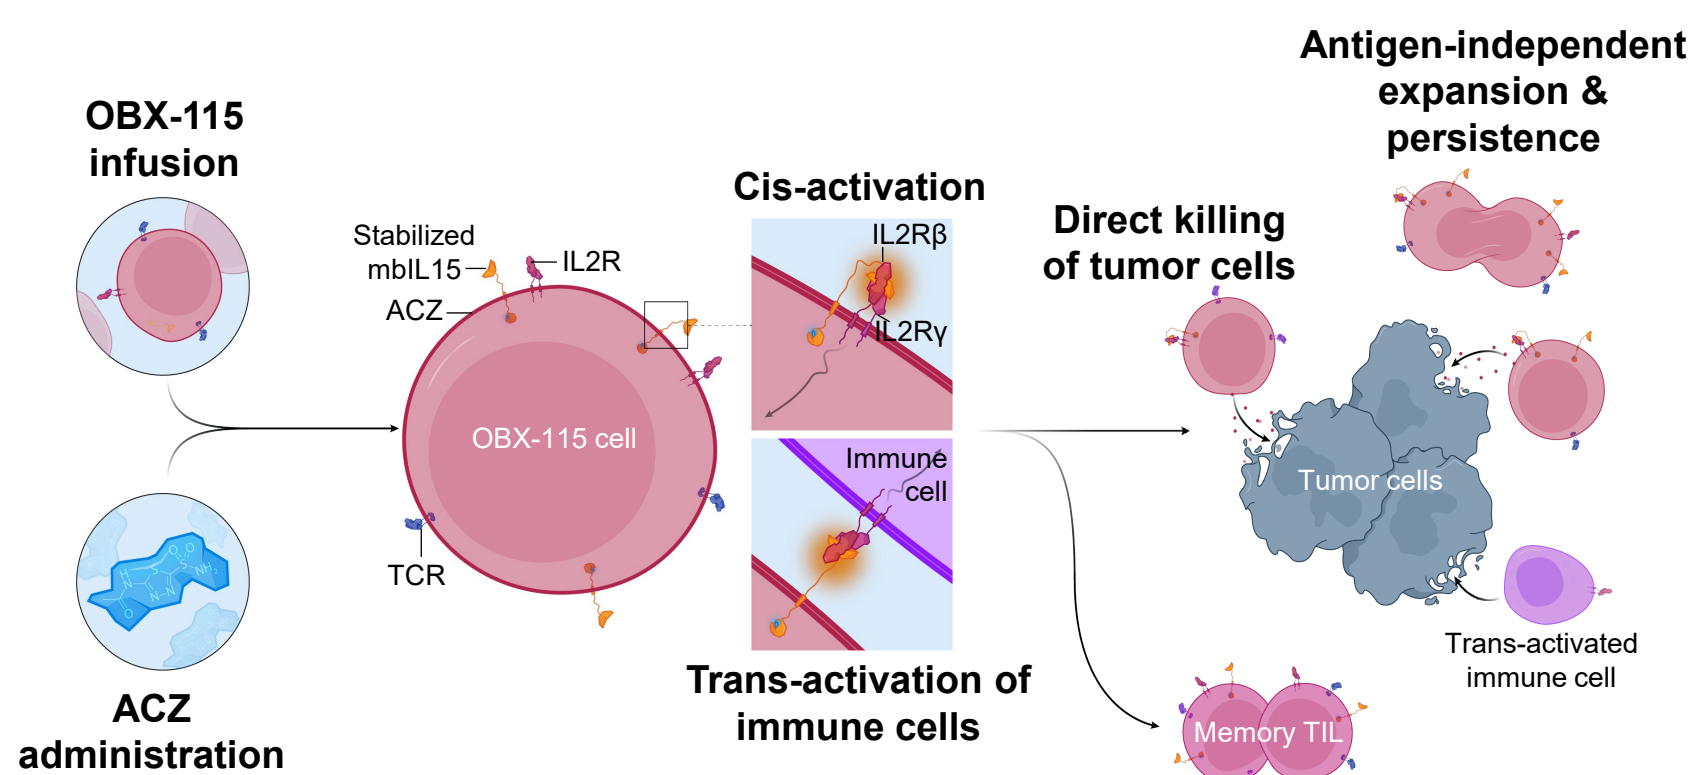 OBX-115
infusion
ACZ
administration
Stabilized
mbIL15
IL2R
ACZ
OBX-115 cell
TCR
Cis-activation
IL2Rβ
IL2Rγ
Immune
cell
Trans-activation of
immune cells
Direct killing
of tumor cells
Antigen-independent
expansion &
persistence
Tumor cells
Trans-activated
immune cell
Memory TIL